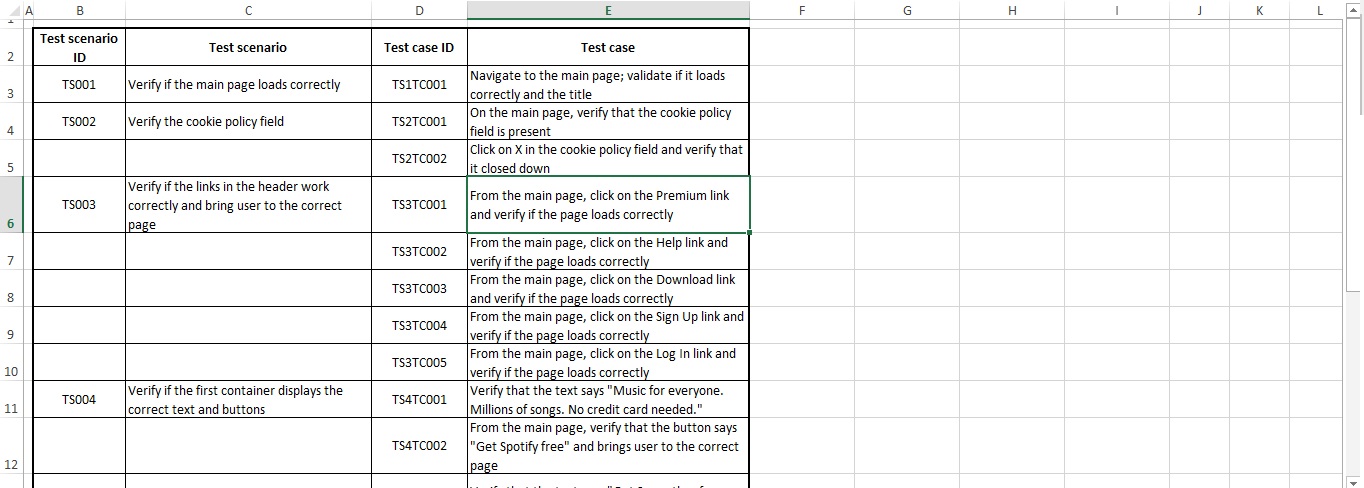 A B C D E F G H I J K L
1
2 Test scenario ID Test scenario Test case ID Test case
3 TS001 Verify if the main page loads correctly TS1TC001 Navigate to the main page; validate if it loads
correctly and the title
4 TS002 Verify the cookie policy field TS2TC001 On the main page, verify that the cookie policy
field is present
5 TS2TC002 Click on X in the cookie policy field and verify that
it closed down
6 TS003 Verify if the links in the header work
correctly and bring user to the correct
page
TS3TC001 From the main page, click on the Premium link
and verify if the page loads correctly
7 TS3TC002 From the main page, click on the Help link and
verify if the page loads correctly
8 TS3TC003 From the main page, click on the Download link
and verify if the page loads correctly
9 TS3TC004 From the main page, click on the Sign Up link and
verify if the page loads correctly
10 TS3TC005 From the main page, click on the Log In link and
verify if the page loads correctly
11 TS004 Verify if the first container displays the
correct text and buttons
TS4TC001 Verify that the text says "Music for everyone.
Millions of songs. No credit card needed."
12 TS4TC002 From the main page, verify that the button says
"Get Spotify free" and brings user to the correct
page